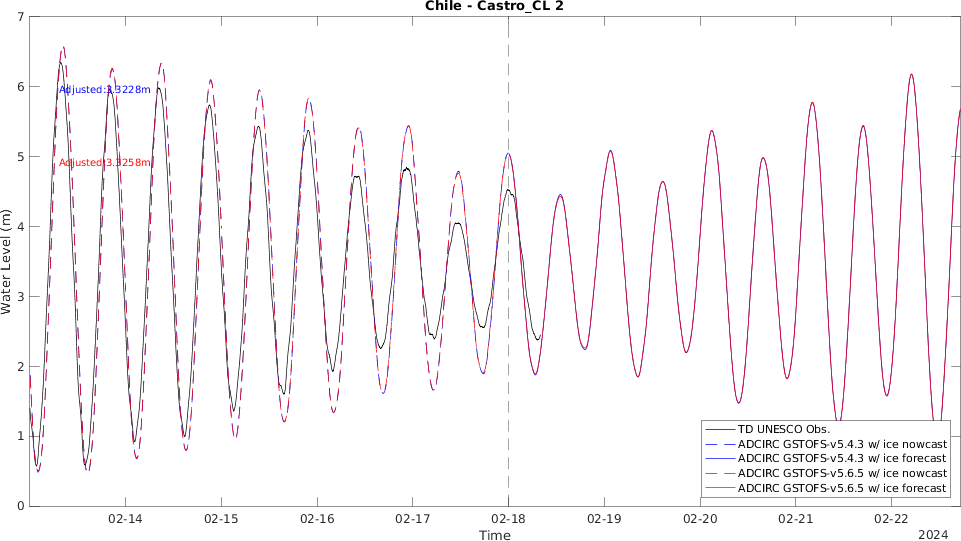 Chile - Castro_CL 2
7
6
5
4
3
2
1
0
Water Level (m)
Adjusted:3.3228m
Adjusted:3.3258m
TD UNESCO Obs.
ADCIRC GSTOFS-v5.4.3 w/ ice nowcast
ADCIRC GSTOFS-v5.4.3 w/ ice forecast
ADCIRC GSTOFS-v5.6.5 w/ ice nowcast
ADCIRC GSTOFS-v5.6.5 w/ ice forecast
02-14 02-15 02-16 02-17 02-18 02-19 02-20 02-21 02-22
Time
2024